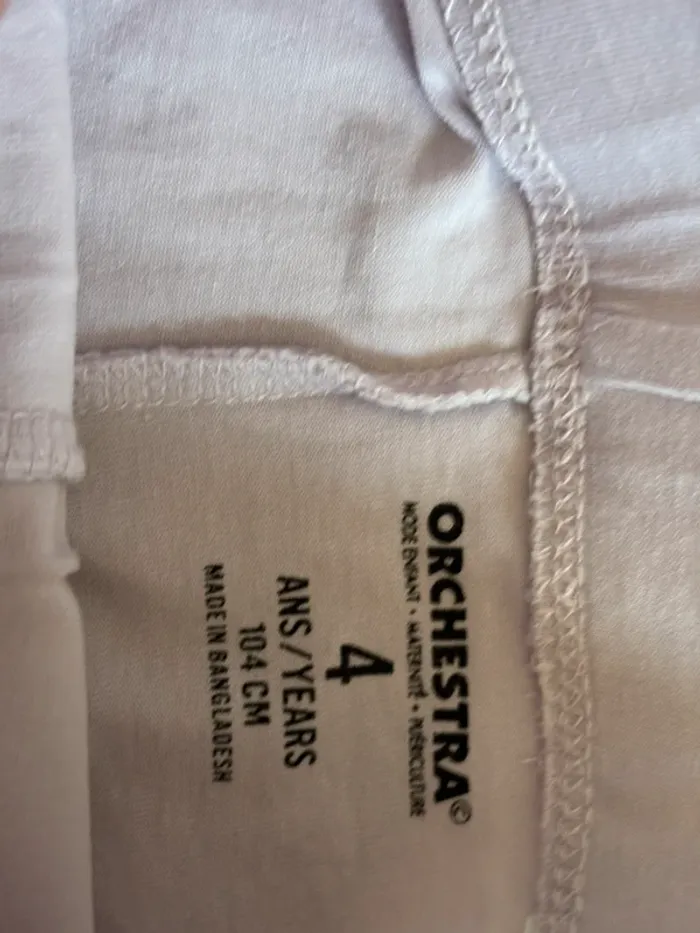 ORCHESTRA©
MODE ENFANT • MATERNITÉ • PUÉRICULTURE
4
ANS/YEARS
104 CM
MADE IN BANGLADESH